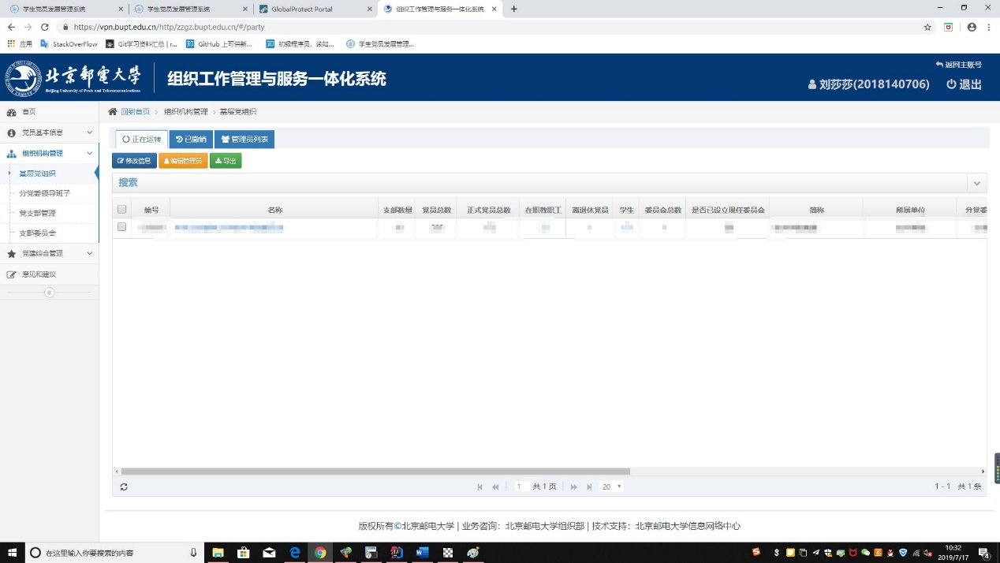 学生党员发展管理系统 学生党员发展管理系统 GlobalProtect Portal 组织工作管理与服务一体化系统
https://vpn.bupt.edu.cn/http/zzgz.bupt.edu.cn/#/party
应用 StackOverFlow Git学习资料汇总 | r... GitHub 上可供新... 初级程序员，该如... 学生党员发展管理...
返回主账号
北京邮电大学 组织工作管理与服务一体化系统
Beijing University of Posts and Telecommunications
刘莎莎(2018140706) 退出
首页
党员基本信息
组织机构管理
基层党组织
分党委领导班子
党支部管理
支部委员会
党建综合管理
意见和建议
回到首页 组织机构管理 基层党组织
正在运转 已撤销 管理员列表
修改信息 编辑管理员 导出
搜索
编号 名称 支部数量 党员总数 正式党员总数 在职教职工 离退休党员 学生 委员会总数 是否已设立现任委员会 简称 所属单位 分党委
1 共 1 页 20 1 - 1 共 1 条
版权所有©北京邮电大学 | 业务咨询：北京邮电大学组织部 | 技术支持：北京邮电大学信息网络中心
在这里输入你要搜索的内容
10:32
2019/7/17
4